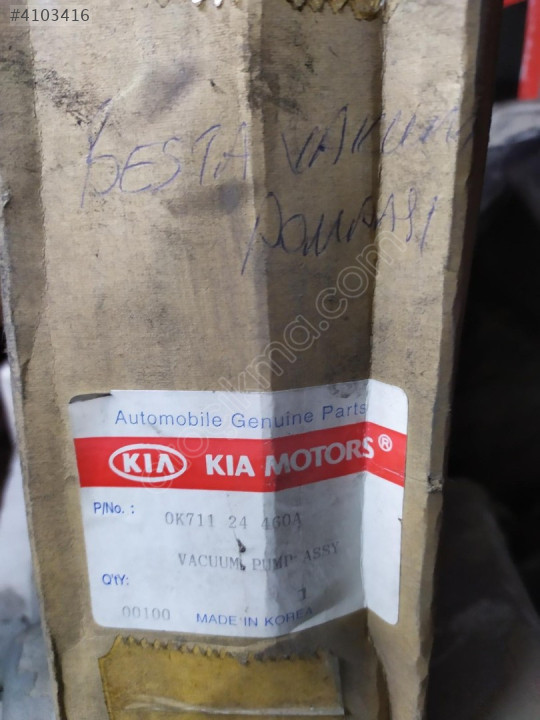 #4103416
BESTA VAKUM
POMPASI
Automobile Genuine Parts
KIA KIA MOTORS®
P/No. : 0K711 24 460A
VACUUM PUMP ASSY
Q'tY: 1
00100 MADE IN KOREA